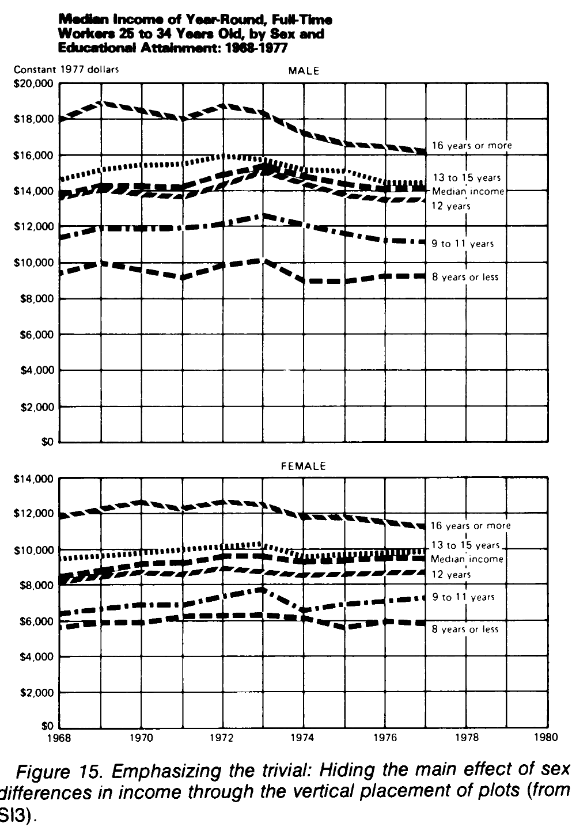 Median Income of Year-Round, Full-Time
Workers 25 to 34 Years Old, by Sex and
Educational Attainment: 1968-1977
Constant 1977 dollars
MALE
$20,000
$18,000
$16,000
$14,000
$12,000
$10,000
$8,000
$6,000
$4,000
$2,000
$0
16 years or more
13 to 15 years
Median income
12 years
9 to 11 years
8 years or less
FEMALE
$14,000
$12,000
$10,000
$8,000
$6,000
$4,000
$2,000
$0
16 years or more
13 to 15 years
Median income
12 years
9 to 11 years
8 years or less
1968 1970 1972 1974 1976 1978 1980
Figure 15. Emphasizing the trivial: Hiding the main effect of sex
differences in income through the vertical placement of plots (from
SI3).